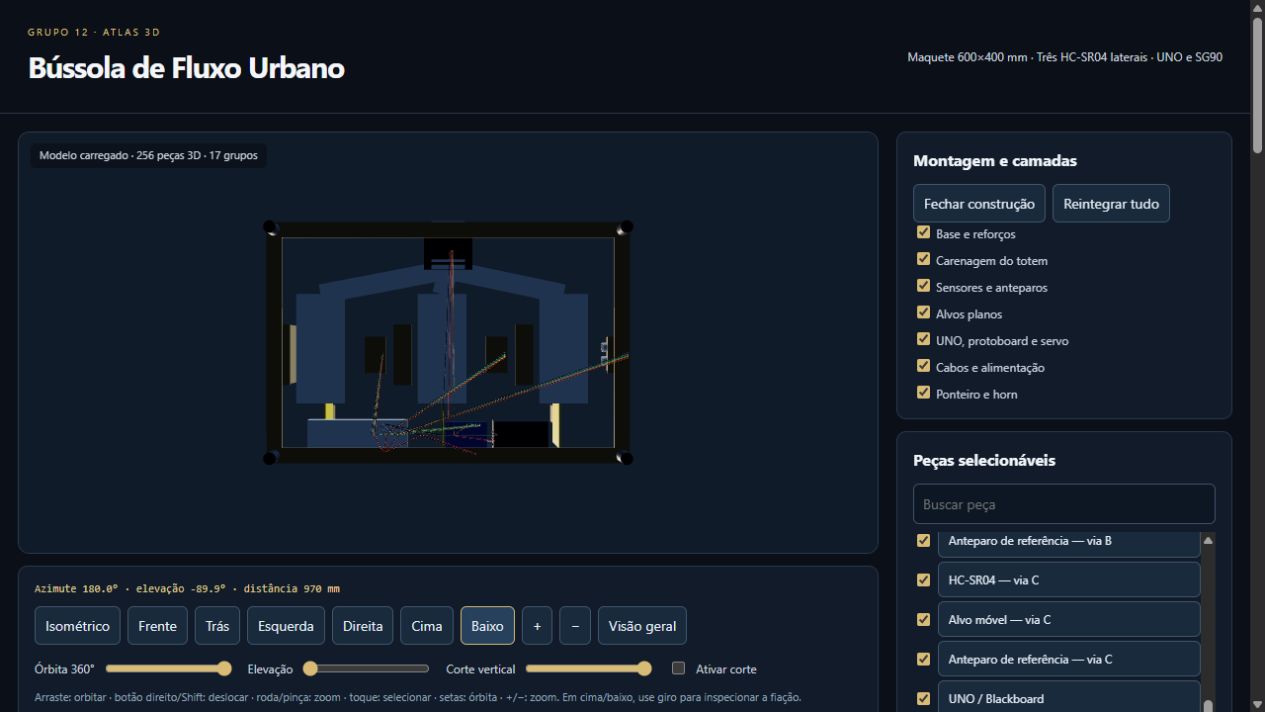 GRUPO 12 · ATLAS 3D
Bússola de Fluxo Urbano
Maquete 600×400 mm · Três HC-SR04 laterais · UNO e SG90
Modelo carregado · 256 peças 3D · 17 grupos
Azimute 180.0° · elevação -89.9° · distância 970 mm
Isométrico Frente Trás Esquerda Direita Cima Baixo + − Visão geral
Órbita 360° Elevação Corte vertical Ativar corte
Arraste: orbitar · botão direito/Shift: deslocar · roda/pinça: zoom · toque: selecionar · setas: órbita · +/−: zoom. Em cima/baixo, use giro para inspecionar a fiação.
Montagem e camadas
Fechar construção Reintegrar tudo
Base e reforços
Carenagem do totem
Sensores e anteparos
Alvos planos
UNO, protoboard e servo
Cabos e alimentação
Ponteiro e horn
Peças selecionáveis
Buscar peça
Anteparo de referência — via B
HC-SR04 — via C
Alvo móvel — via C
Anteparo de referência — via C
UNO / Blackboard